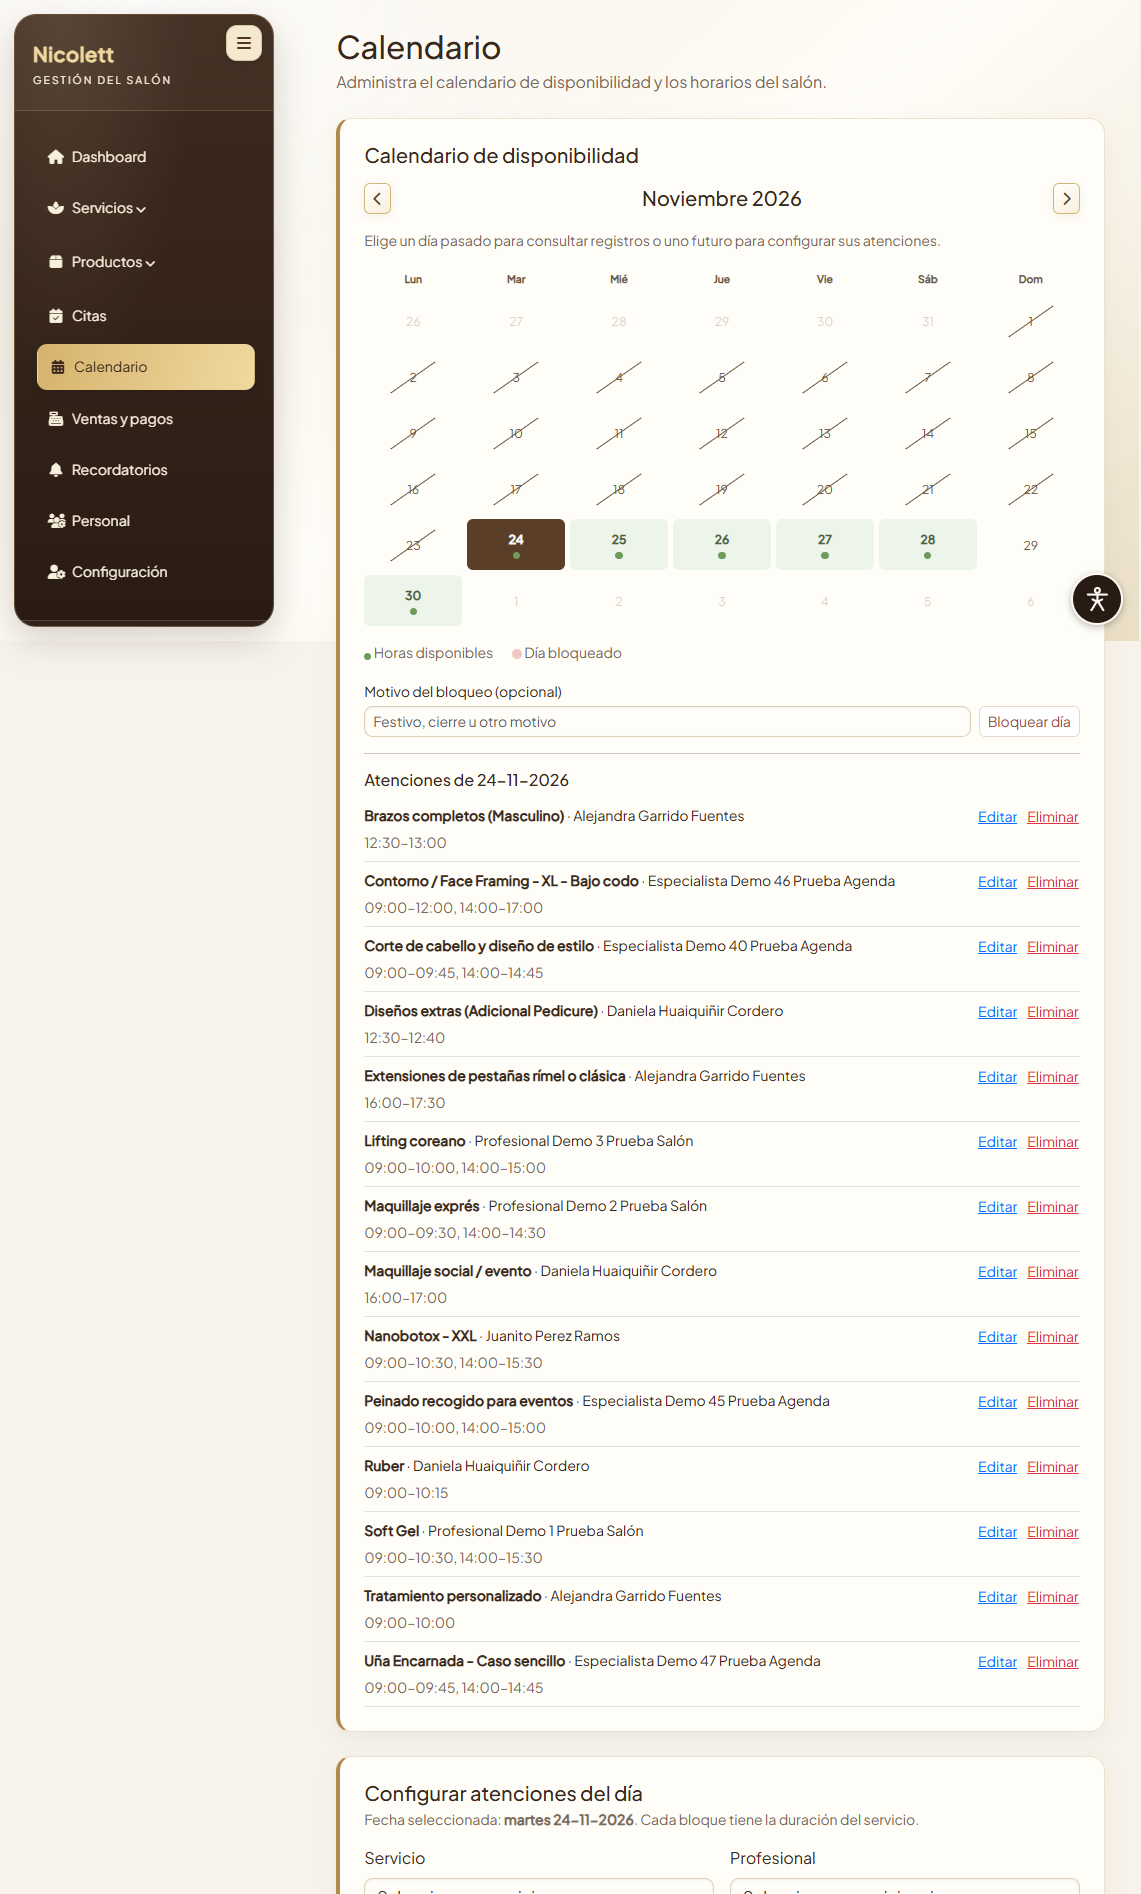 Nicolett
GESTIÓN DEL SALÓN
Dashboard
Servicios
Productos
Citas
Calendario
Ventas y pagos
Recordatorios
Personal
Configuración
Calendario
Administra el calendario de disponibilidad y los horarios del salón.
Calendario de disponibilidad
Noviembre 2026
Elige un día pasado para consultar registros o uno futuro para configurar sus atenciones.
Lun Mar Mié Jue Vie Sáb Dom
26 27 28 29 30 31 1
2 3 4 5 6 7 8
9 10 11 12 13 14 15
16 17 18 19 20 21 22
23 24 25 26 27 28 29
30 1 2 3 4 5 6
Horas disponibles Día bloqueado
Motivo del bloqueo (opcional)
Festivo, cierre u otro motivo Bloquear día
Atenciones de 24-11-2026
Brazos completos (Masculino) · Alejandra Garrido Fuentes Editar Eliminar
12:30–13:00
Contorno / Face Framing - XL - Bajo codo · Especialista Demo 46 Prueba Agenda Editar Eliminar
09:00–12:00, 14:00–17:00
Corte de cabello y diseño de estilo · Especialista Demo 40 Prueba Agenda Editar Eliminar
09:00–09:45, 14:00–14:45
Diseños extras (Adicional Pedicure) · Daniela Huaiquiñir Cordero Editar Eliminar
12:30–12:40
Extensiones de pestañas rímel o clásica · Alejandra Garrido Fuentes Editar Eliminar
16:00–17:30
Lifting coreano · Profesional Demo 3 Prueba Salón Editar Eliminar
09:00–10:00, 14:00–15:00
Maquillaje exprés · Profesional Demo 2 Prueba Salón Editar Eliminar
09:00–09:30, 14:00–14:30
Maquillaje social / evento · Daniela Huaiquiñir Cordero Editar Eliminar
16:00–17:00
Nanobotox - XXL · Juanito Perez Ramos Editar Eliminar
09:00–10:30, 14:00–15:30
Peinado recogido para eventos · Especialista Demo 45 Prueba Agenda Editar Eliminar
09:00–10:00, 14:00–15:00
Ruber · Daniela Huaiquiñir Cordero Editar Eliminar
09:00–10:15
Soft Gel · Profesional Demo 1 Prueba Salón Editar Eliminar
09:00–10:30, 14:00–15:30
Tratamiento personalizado · Alejandra Garrido Fuentes Editar Eliminar
09:00–10:00
Uña Encarnada - Caso sencillo · Especialista Demo 47 Prueba Agenda Editar Eliminar
09:00–09:45, 14:00–14:45
Configurar atenciones del día
Fecha seleccionada: martes 24-11-2026. Cada bloque tiene la duración del servicio.
Servicio Profesional